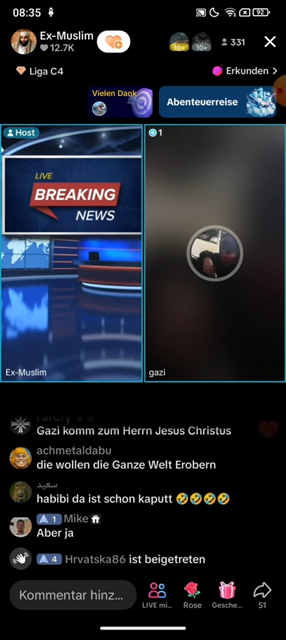 08:35
92
Ex-Muslim
12.7K
10+
10+
331
Liga C4
Erkunden >
Vielen Dank
Abenteuerreise
Host
1
LIVE
BREAKING
NEWS
Ex-Muslim
gazi
Gazi komm zum Herrn Jesus Christus
achmetaldabu
die wollen die Ganze Welt Erobern
سعيد
habibi da ist schon kaputt 🤣🤣🤣🤣
1 Mike
Aber ja
4 Hrvatska86 ist beigetreten
Kommentar hinz...
LIVE mi...
Rose
Gesche...
51